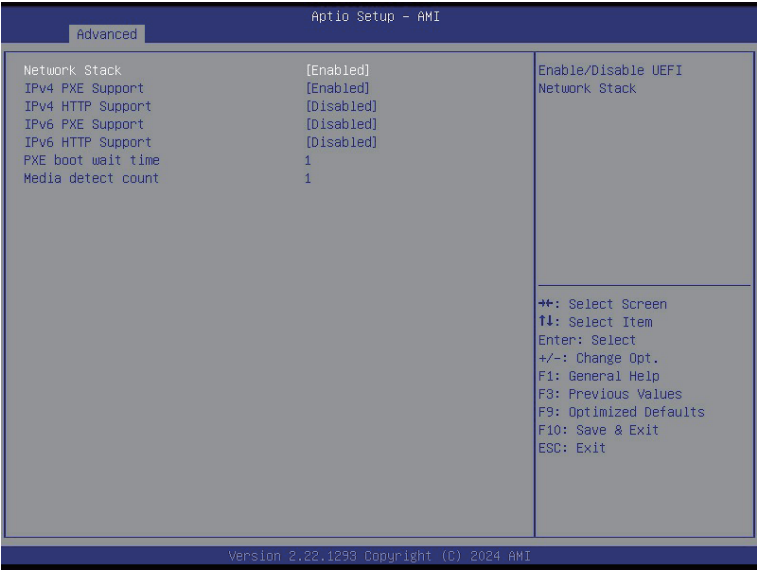 Aptio Setup – AMI
Advanced
Network Stack [Enabled]
IPv4 PXE Support [Enabled]
IPv4 HTTP Support [Disabled]
IPv6 PXE Support [Disabled]
IPv6 HTTP Support [Disabled]
PXE boot wait time 1
Media detect count 1
Enable/Disable UEFI
Network Stack
→←: Select Screen
↑↓: Select Item
Enter: Select
+/-: Change Opt.
F1: General Help
F3: Previous Values
F9: Optimized Defaults
F10: Save & Exit
ESC: Exit
Version 2.22.1293 Copyright (C) 2024 AMI